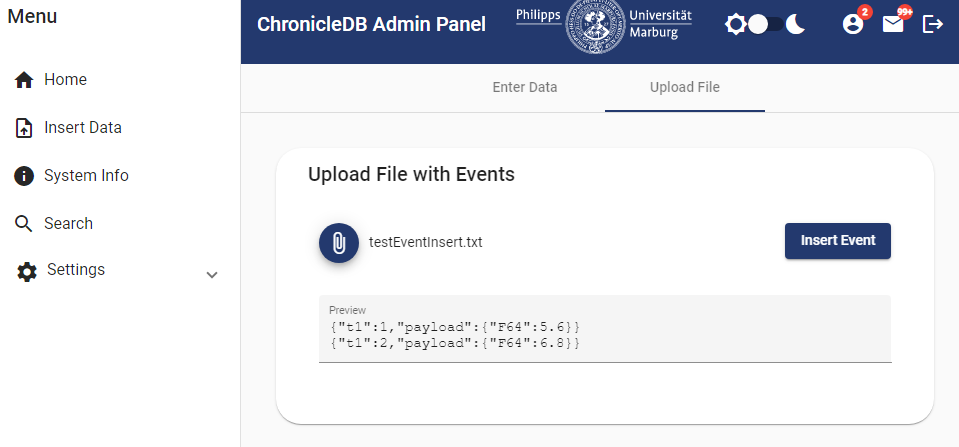 Menu
Home
Insert Data
System Info
Search
Settings
ChronicleDB Admin Panel
Philipps
Universität
Marburg
2
99+
Enter Data
Upload File
Upload File with Events
testEventInsert.txt
Insert Event
Preview
{"t1":1,"payload":{"F64":5.6}}
{"t1":2,"payload":{"F64":6.8}}